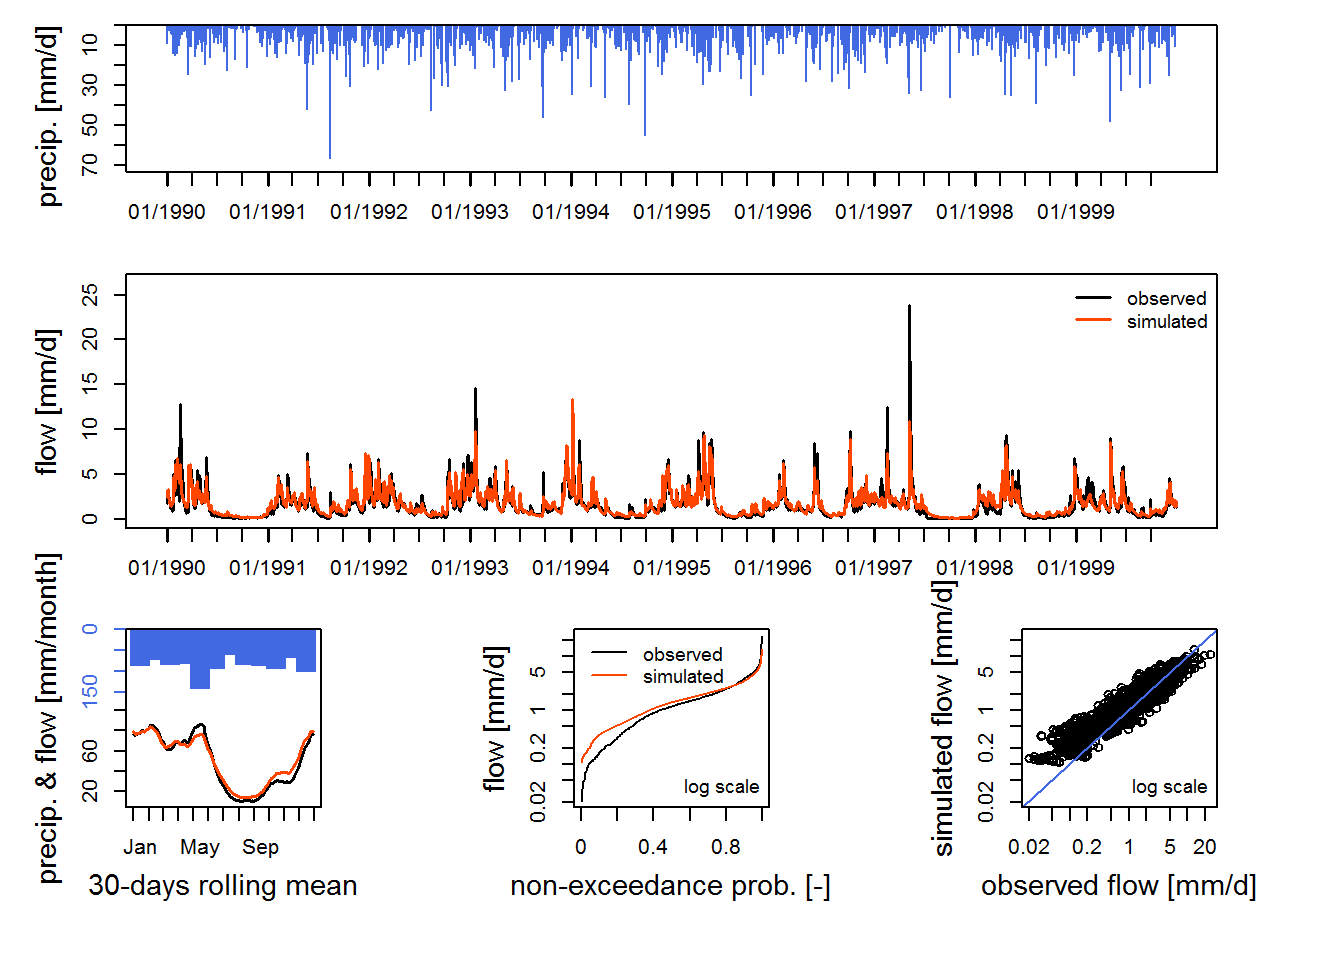 precip. [mm/d]
10
30
50
70
01/1990 01/1991 01/1992 01/1993 01/1994 01/1995 01/1996 01/1997 01/1998 01/1999
flow [mm/d]
25
20
15
10
5
0
observed
simulated
01/1990 01/1991 01/1992 01/1993 01/1994 01/1995 01/1996 01/1997 01/1998 01/1999
precip. & flow [mm/month]
0
150
60
20
Jan May Sep
30-days rolling mean
flow [mm/d]
5
1
0.2
0.02
observed
simulated
log scale
0 0.4 0.8
non-exceedance prob. [-]
simulated flow [mm/d]
5
1
0.2
0.02
log scale
0.02 0.2 1 5 20
observed flow [mm/d]